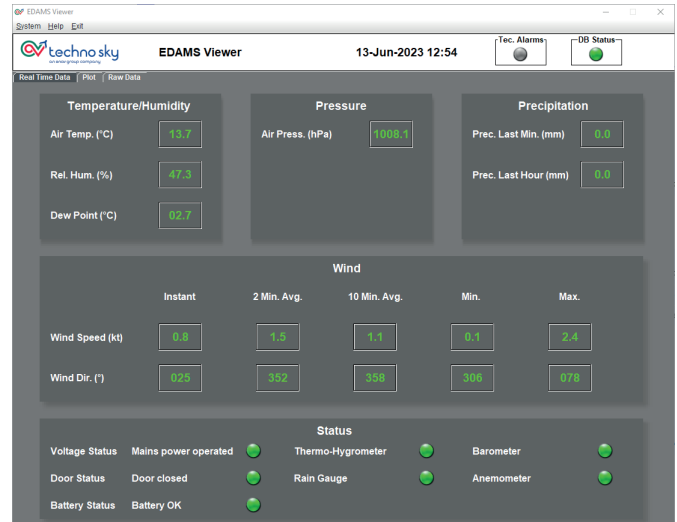 EDAMS Viewer
System Help Exit
techno sky
an enav group company
EDAMS Viewer
13-Jun-2023 12:54
Tec. Alarms
DB Status
Real Time Data Plot Raw Data
Temperature/Humidity
Air Temp. (°C) 13.7
Rel. Hum. (%) 47.3
Dew Point (°C) 02.7
Pressure
Air Press. (hPa) 1008.1
Precipitation
Prec. Last Min. (mm) 0.0
Prec. Last Hour (mm) 0.0
Wind
Instant 2 Min. Avg. 10 Min. Avg. Min. Max.
Wind Speed (kt) 0.8 1.5 1.1 0.1 2.4
Wind Dir. (°) 025 352 358 306 078
Status
Voltage Status Mains power operated Thermo-Hygrometer Barometer
Door Status Door closed Rain Gauge Anemometer
Battery Status Battery OK